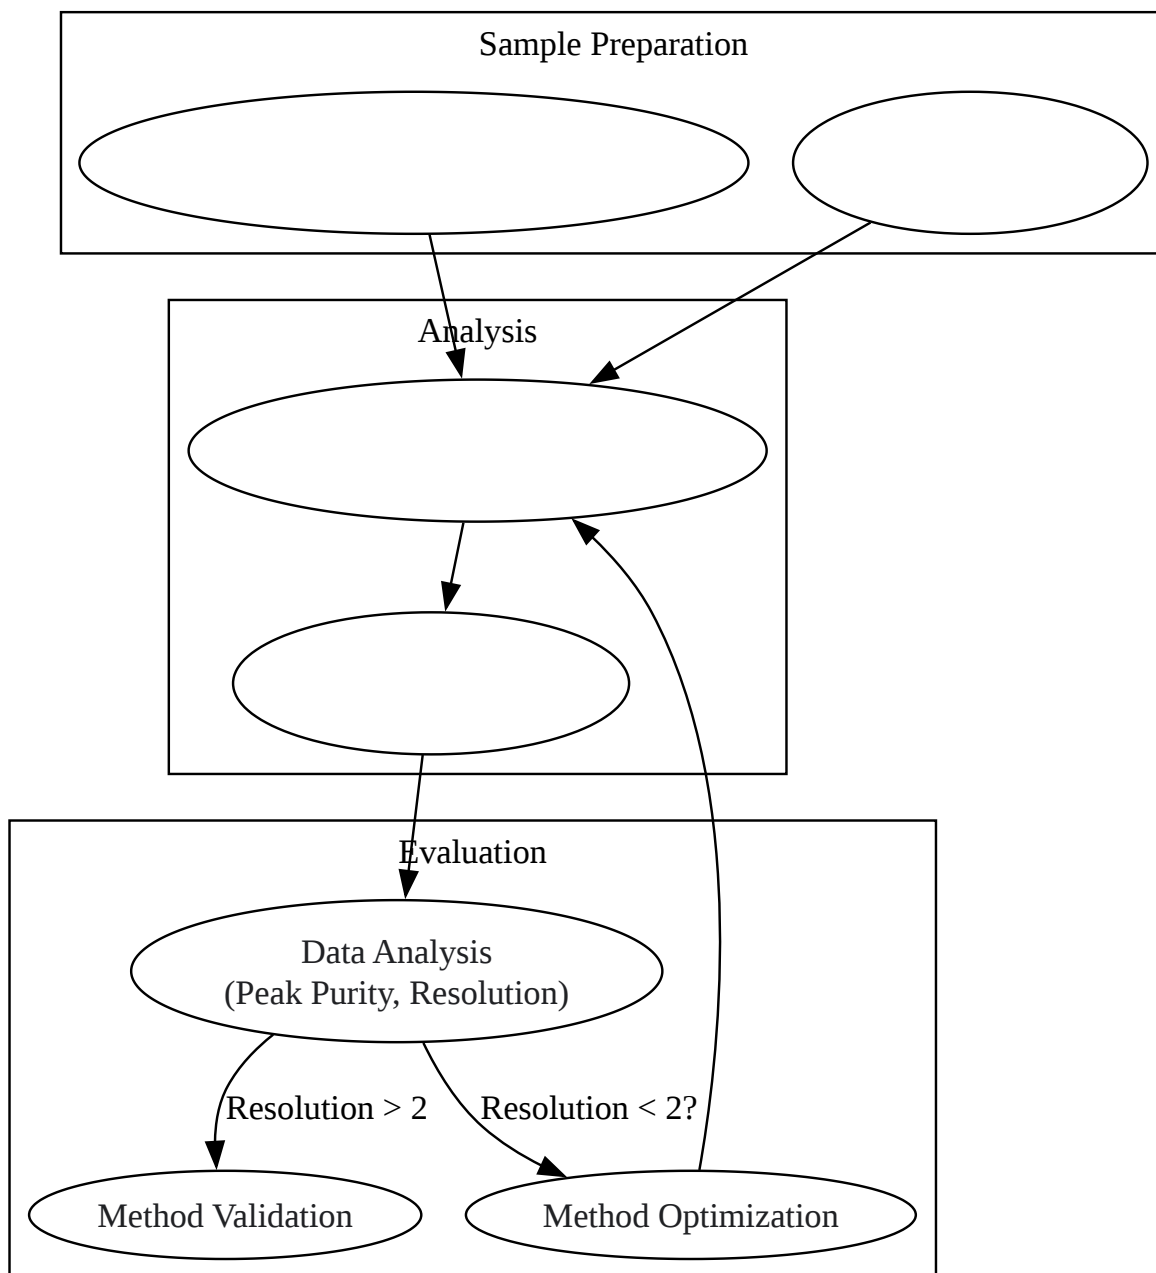 Sample Preparation
Analysis
Evaluation
Data Analysis
(Peak Purity, Resolution)
Resolution > 2
Resolution < 2?
Method Validation
Method Optimization